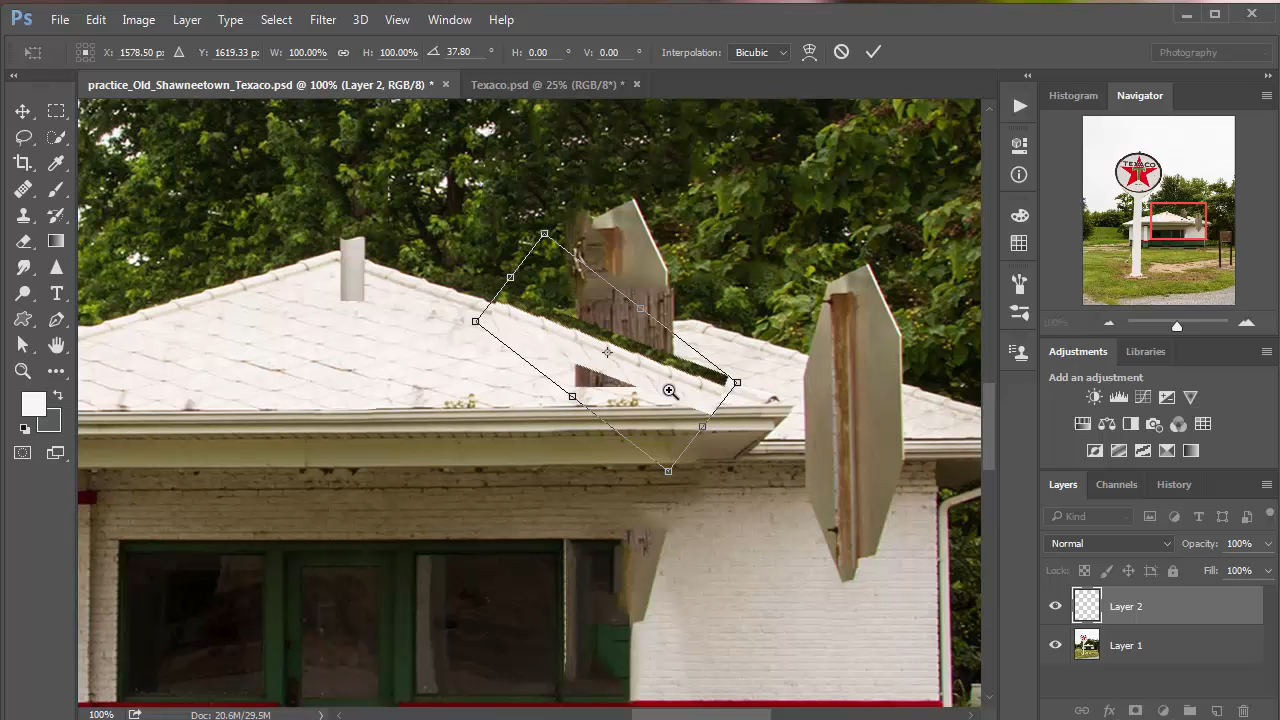 Ps File Edit Image Layer Type Select Filter 3D View Window Help
X: 1578.50 p Y: 1619.33 p W: 100.00% H: 100.00% 37.80 ° H: 0.00 ° V: 0.00 ° Interpolation: Bicubic Photography
practice_Old_Shawneetown_Texaco.psd @ 100% (Layer 2, RGB/8) * × Texaco.psd @ 25% (RGB/8*) * ×
Histogram Navigator
TEXACO
T
100%
Adjustments Libraries
Add an adjustment
Layers Channels History
Kind
Normal Opacity: 100%
Lock: Fill: 100%
Layer 2
Layer 1
fx
100% Doc: 20.6M/29.5M